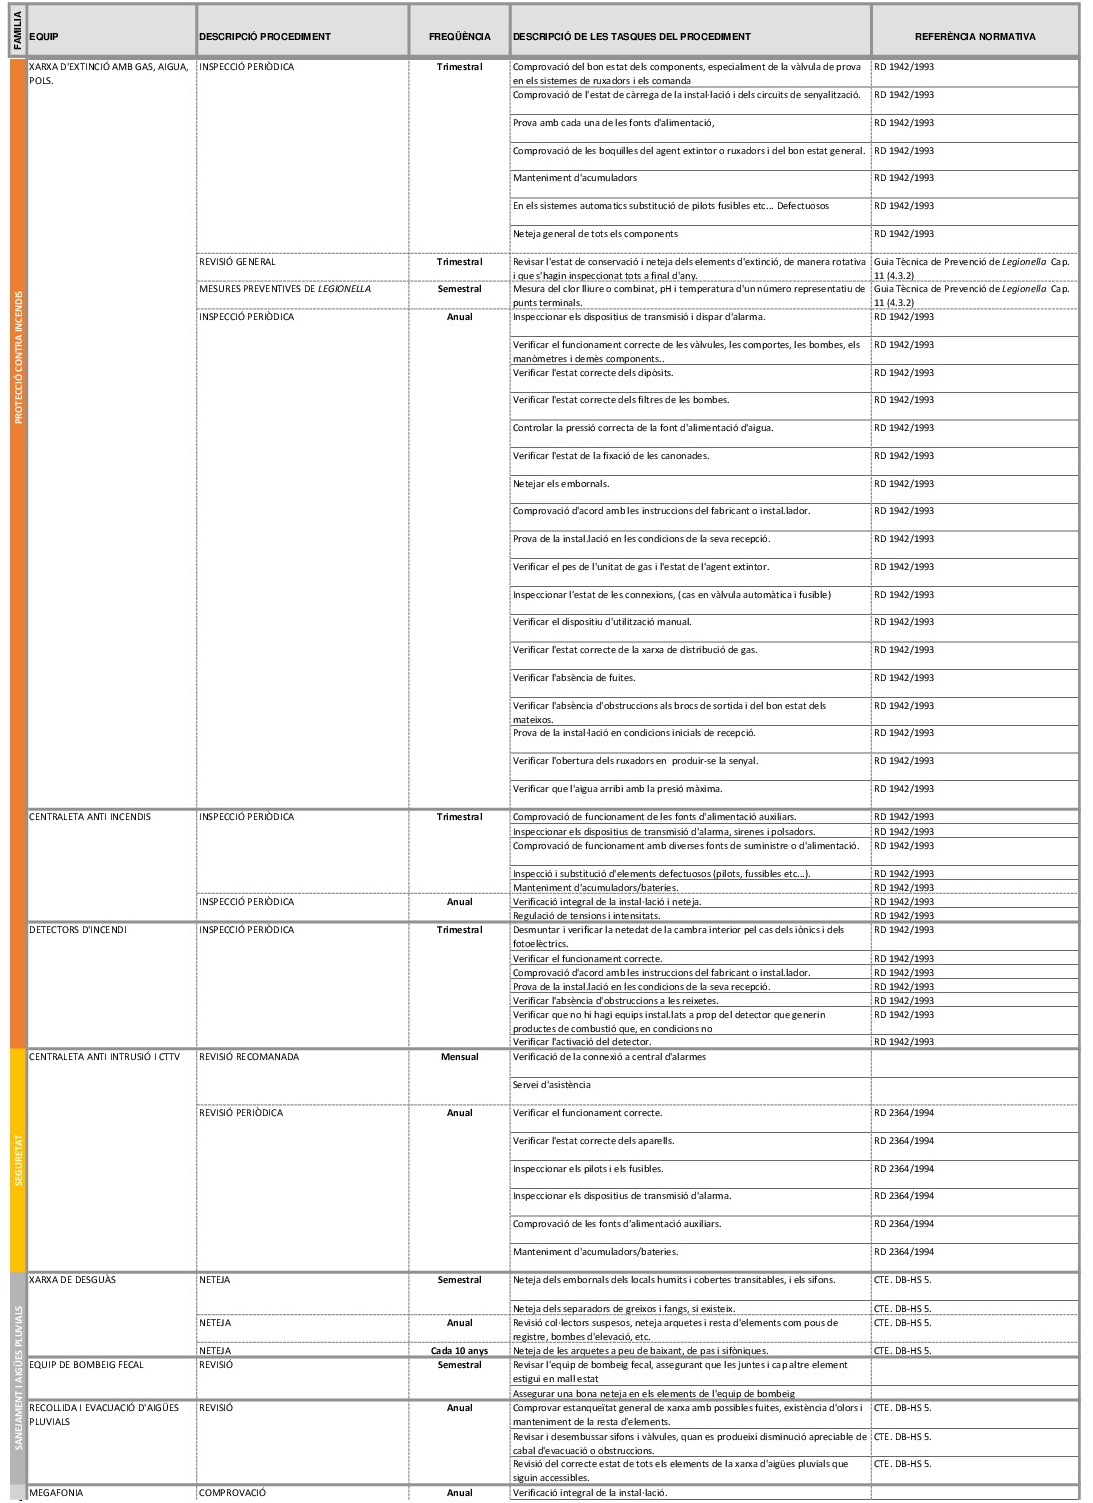 FAMILIA EQUIP DESCRIPCIÓ PROCEDIMENT FREQÜÈNCIA DESCRIPCIÓ DE LES TASQUES DEL PROCEDIMENT REFERÈNCIA NORMATIVA
PROTECCIÓ CONTRA INCENDIS
XARXA D'EXTINCIÓ AMB GAS, AIGUA, INSPECCIÓ PERIÒDICA Trimestral Comprovació del bon estat dels components, especialment de la vàlvula de prova RD 1942/1993
POLS. en els sistemes de ruxadors i els comanda
Comprovació de l'estat de càrrega de la instal·lació i dels circuits de senyalització. RD 1942/1993
Prova amb cada una de les fonts d'alimentació, RD 1942/1993
Comprovació de les boquilles del agent extintor o ruxadors i del bon estat general. RD 1942/1993
Manteniment d'acumuladors RD 1942/1993
En els sistemes automatics substitució de pilots fusibles etc... Defectuosos RD 1942/1993
Neteja general de tots els components RD 1942/1993
REVISIÓ GENERAL Trimestral Revisar l'estat de conservació i neteja dels elements d'extinció, de manera rotativa Guia Tècnica de Prevenció de Legionella Cap.
i que s'hagin inspeccionat tots a final d'any. 11 (4.3.2)
MESURES PREVENTIVES DE LEGIONELLA Semestral Mesura del clor lliure o combinat, pH i temperatura d'un número representatiu de Guia Tècnica de Prevenció de Legionella Cap.
punts terminals. 11 (4.3.2)
INSPECCIÓ PERIÒDICA Anual Inspeccionar els dispositius de transmisió i dispar d'alarma. RD 1942/1993
Verificar el funcionament correcte de les vàlvules, les comportes, les bombes, els RD 1942/1993
manòmetres i demès components..
Verificar l'estat correcte dels dipòsits. RD 1942/1993
Verificar l'estat correcte dels filtres de les bombes. RD 1942/1993
Controlar la pressió correcta de la font d'alimentació d'aigua. RD 1942/1993
Verificar l'estat de la fixació de les canonades. RD 1942/1993
Netejar els embornals. RD 1942/1993
Comprovació d'acord amb les instruccions del fabricant o instal.lador. RD 1942/1993
Prova de la instal.lació en les condicions de la seva recepció. RD 1942/1993
Verificar el pes de l'unitat de gas i l'estat de l'agent extintor. RD 1942/1993
Inspeccionar l'estat de les connexions, (cas en vàlvula automàtica i fusible) RD 1942/1993
Verificar el dispositiu d'utilització manual. RD 1942/1993
Verificar l'estat correcte de la xarxa de distribució de gas. RD 1942/1993
Verificar l'absència de fuites. RD 1942/1993
Verificar l'absència d'obstruccions als brocs de sortida i del bon estat dels RD 1942/1993
mateixos.
Prova de la instal·lació en condicions inicials de recepció. RD 1942/1993
Verificar l'obertura dels ruxadors en produir-se la senyal. RD 1942/1993
Verificar que l'aigua arribi amb la presió màxima. RD 1942/1993
CENTRALETA ANTI INCENDIS INSPECCIÓ PERIÒDICA Trimestral Comprovació de funcionament de les fonts d'alimentació auxiliars. RD 1942/1993
Inspeccionar els dispositius de transmisió d'alarma, sirenes i polsadors. RD 1942/1993
Comprovació de funcionament amb diverses fonts de suministre o d'alimentació. RD 1942/1993
Inspecció i substitució d'elements defectuosos (pilots, fussibles etc...). RD 1942/1993
Manteniment d'acumuladors/bateries. RD 1942/1993
INSPECCIÓ PERIÒDICA Anual Verificació integral de la instal·lació i neteja. RD 1942/1993
Regulació de tensions i intensitats. RD 1942/1993
DETECTORS D'INCENDI INSPECCIÓ PERIÒDICA Trimestral Desmuntar i verificar la netedat de la cambra interior pel cas dels iònics i dels RD 1942/1993
fotoelèctrics.
Verificar el funcionament correcte. RD 1942/1993
Comprovació d'acord amb les instruccions del fabricant o instal.lador. RD 1942/1993
Prova de la instal.lació en les condicions de la seva recepció. RD 1942/1993
Verificar l'absència d'obstruccions a les reixetes. RD 1942/1993
Verificar que no hi hagi equips instal.lats a prop del detector que generin RD 1942/1993
productes de combustió que, en condicions no
Verificar l'activació del detector. RD 1942/1993
SEGURETAT
CENTRALETA ANTI INTRUSIÓ I CTTV REVISIÓ RECOMANADA Mensual Verificació de la connexió a central d'alarmes
Servei d'asistència
REVISIÓ PERIÒDICA Anual Verificar el funcionament correcte. RD 2364/1994
Verificar l'estat correcte dels aparells. RD 2364/1994
Inspeccionar els pilots i els fusibles. RD 2364/1994
Inspeccionar els dispositius de transmisió d'alarma. RD 2364/1994
Comprovació de les fonts d'alimentació auxiliars. RD 2364/1994
Manteniment d'acumuladors/bateries. RD 2364/1994
SANEJAMENT I AIGÜES PLUVIALS
XARXA DE DESGUÀS NETEJA Semestral Neteja dels embornals dels locals humits i cobertes transitables, i els sifons. CTE. DB-HS 5.
Neteja dels separadors de greixos i fangs, si existeix. CTE. DB-HS 5.
NETEJA Anual Revisió col·lectors suspesos, neteja arquetes i resta d'elements com pous de CTE. DB-HS 5.
registre, bombes d'elevació, etc.
NETEJA Cada 10 anys Neteja de les arquetes a peu de baixant, de pas i sifòniques. CTE. DB-HS 5.
EQUIP DE BOMBEIG FECAL REVISIÓ Semestral Revisar l'equip de bombeig fecal, assegurant que les juntes i cap altre element
estigui en mal estat
Assegurar una bona neteja en els elements de l'equip de bombeig
RECOLLIDA I EVACUACIÓ D'AIGÜES REVISIÓ Anual Comprovar estanqueïtat general de xarxa amb possibles fuites, existència d'olors i CTE. DB-HS 5.
PLUVIALS manteniment de la resta d'elements.
Revisar i desembussar sifons i vàlvules, quan es produeixi disminució apreciable de CTE. DB-HS 5.
cabal d'evacuació o obstruccions.
Revisió del correcte estat de tots els elements de la xarxa d'aigües pluvials que CTE. DB-HS 5.
siguin accessibles.
MEGAFONIA COMPROVACIÓ Anual Verificació integral de la instal·lació.